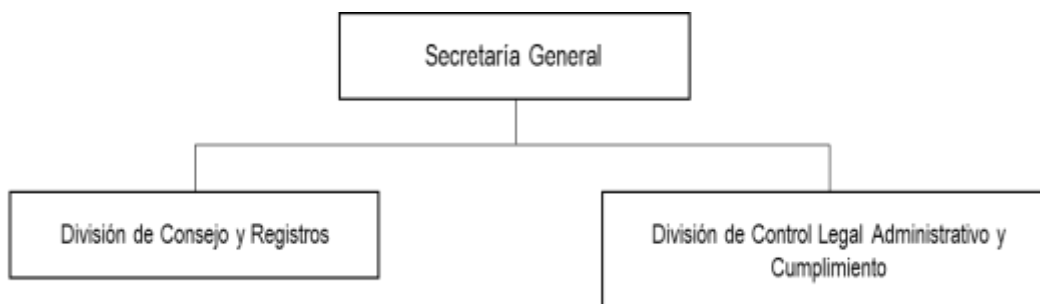 Secretaría General
División de Consejo y Registros
División de Control Legal Administrativo y
Cumplimiento